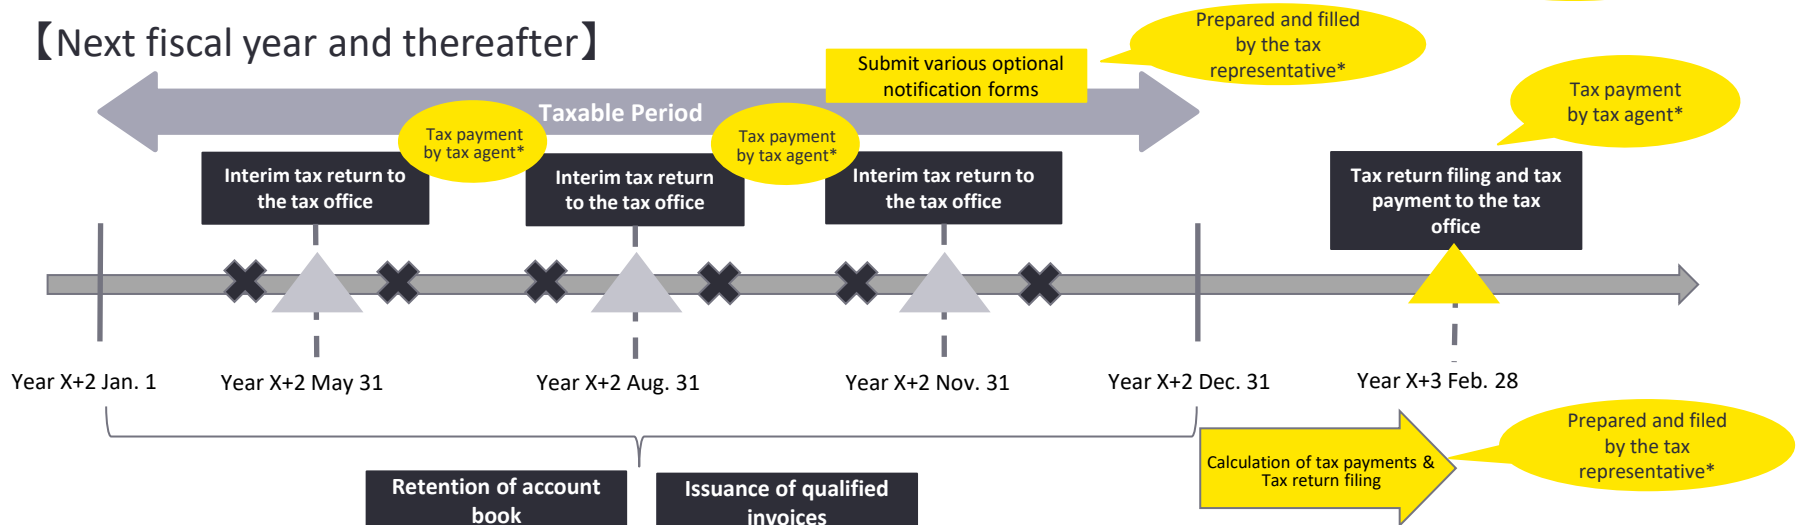 【Next fiscal year and thereafter】
Prepared and filled
by the tax
representative*
Submit various optional
notification forms
Taxable Period
Tax payment
by tax agent*
Tax payment
by tax agent*
Tax payment
by tax agent*
Interim tax return to
the tax office
Interim tax return
to the tax office
Interim tax return to
the tax office
Tax return filing and tax
payment to the tax
office
Year X+2 Jan. 1
Year X+2 May 31
Year X+2 Aug. 31
Year X+2 Nov. 31
Year X+2 Dec. 31
Year X+3 Feb. 28
Calculation of tax payments &
Tax return filing
Prepared and filed
by the tax
representative*
Retention of account
book
Issuance of qualified
invoices